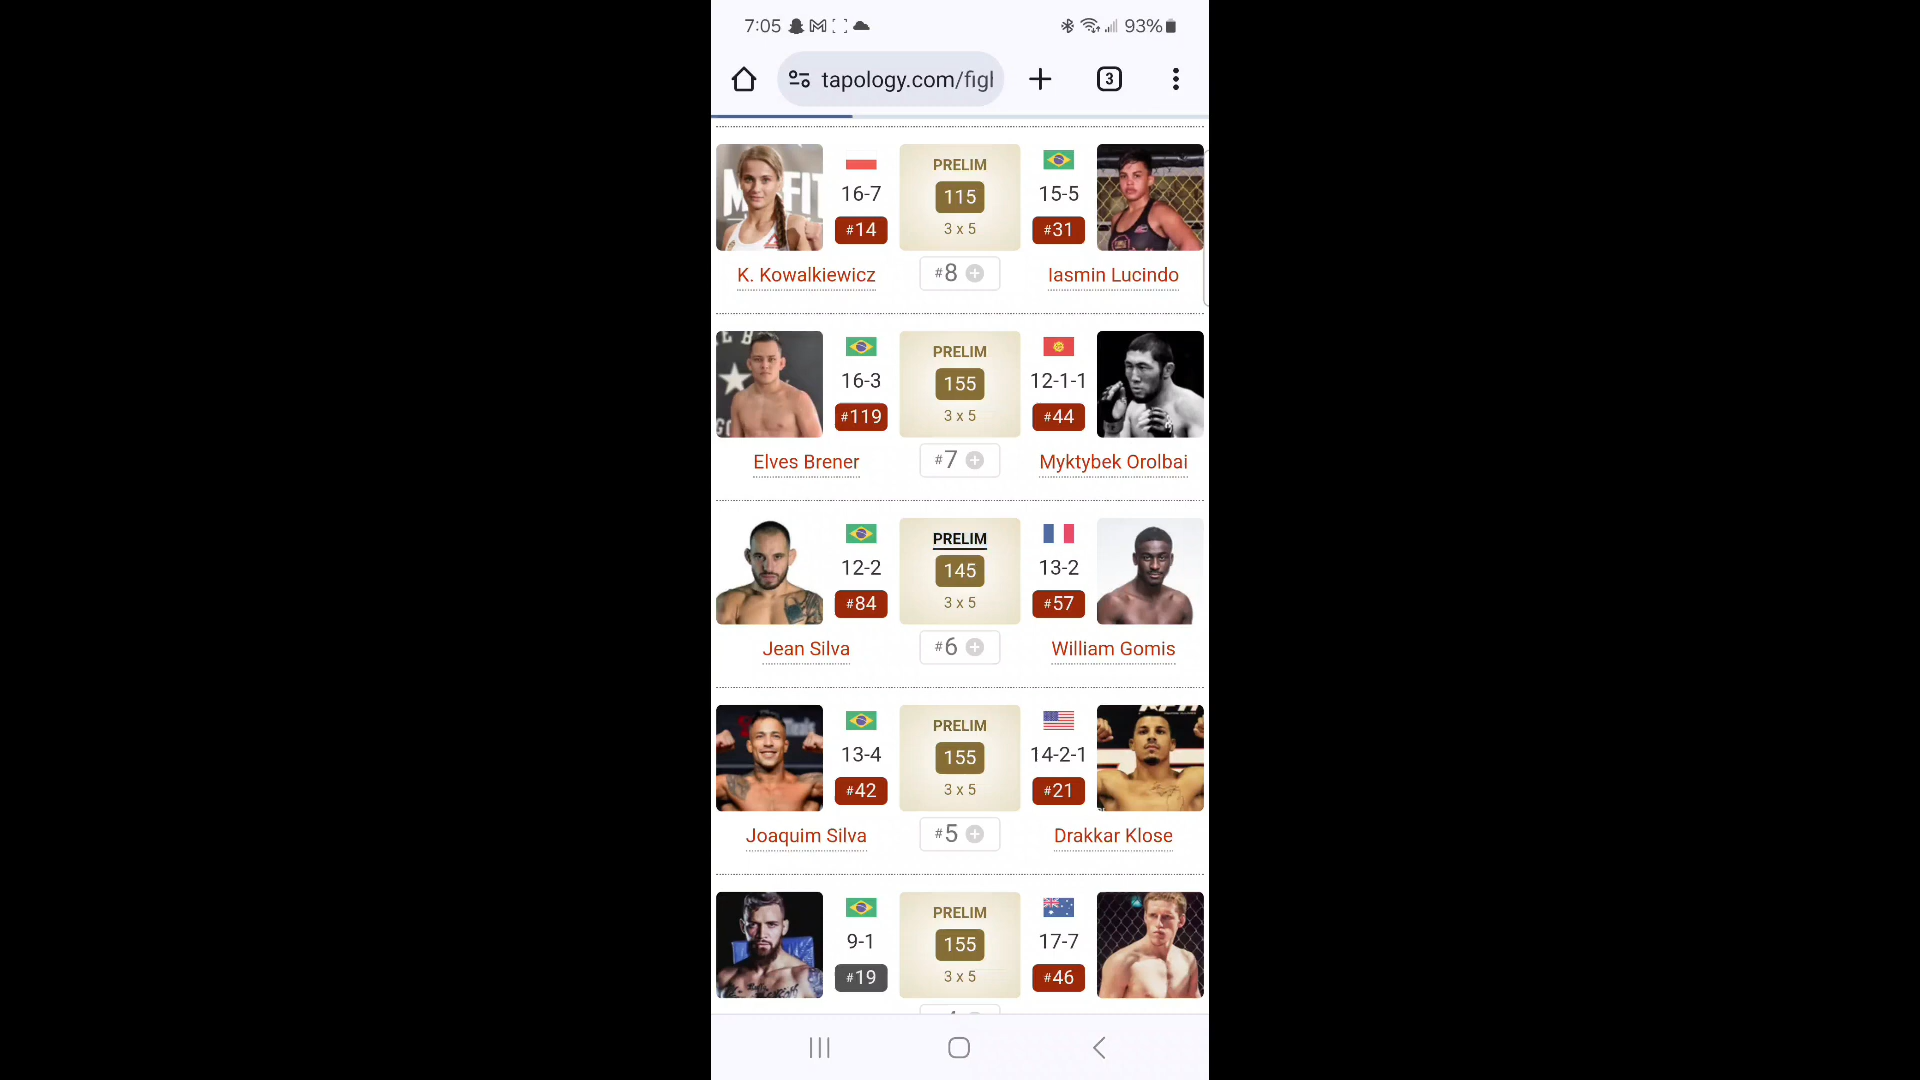 7:05 93%
tapology.com/figl 3
PRELIM
16-7 115 15-5
#14 3 x 5 #31
K. Kowalkiewicz #8 Iasmin Lucindo
PRELIM
16-3 155 12-1-1
#119 3 x 5 #44
Elves Brener #7 Myktybek Orolbai
PRELIM
12-2 145 13-2
#84 3 x 5 #57
Jean Silva #6 William Gomis
PRELIM
13-4 155 14-2-1
#42 3 x 5 #21
Joaquim Silva #5 Drakkar Klose
PRELIM
9-1 155 17-7
#19 3 x 5 #46